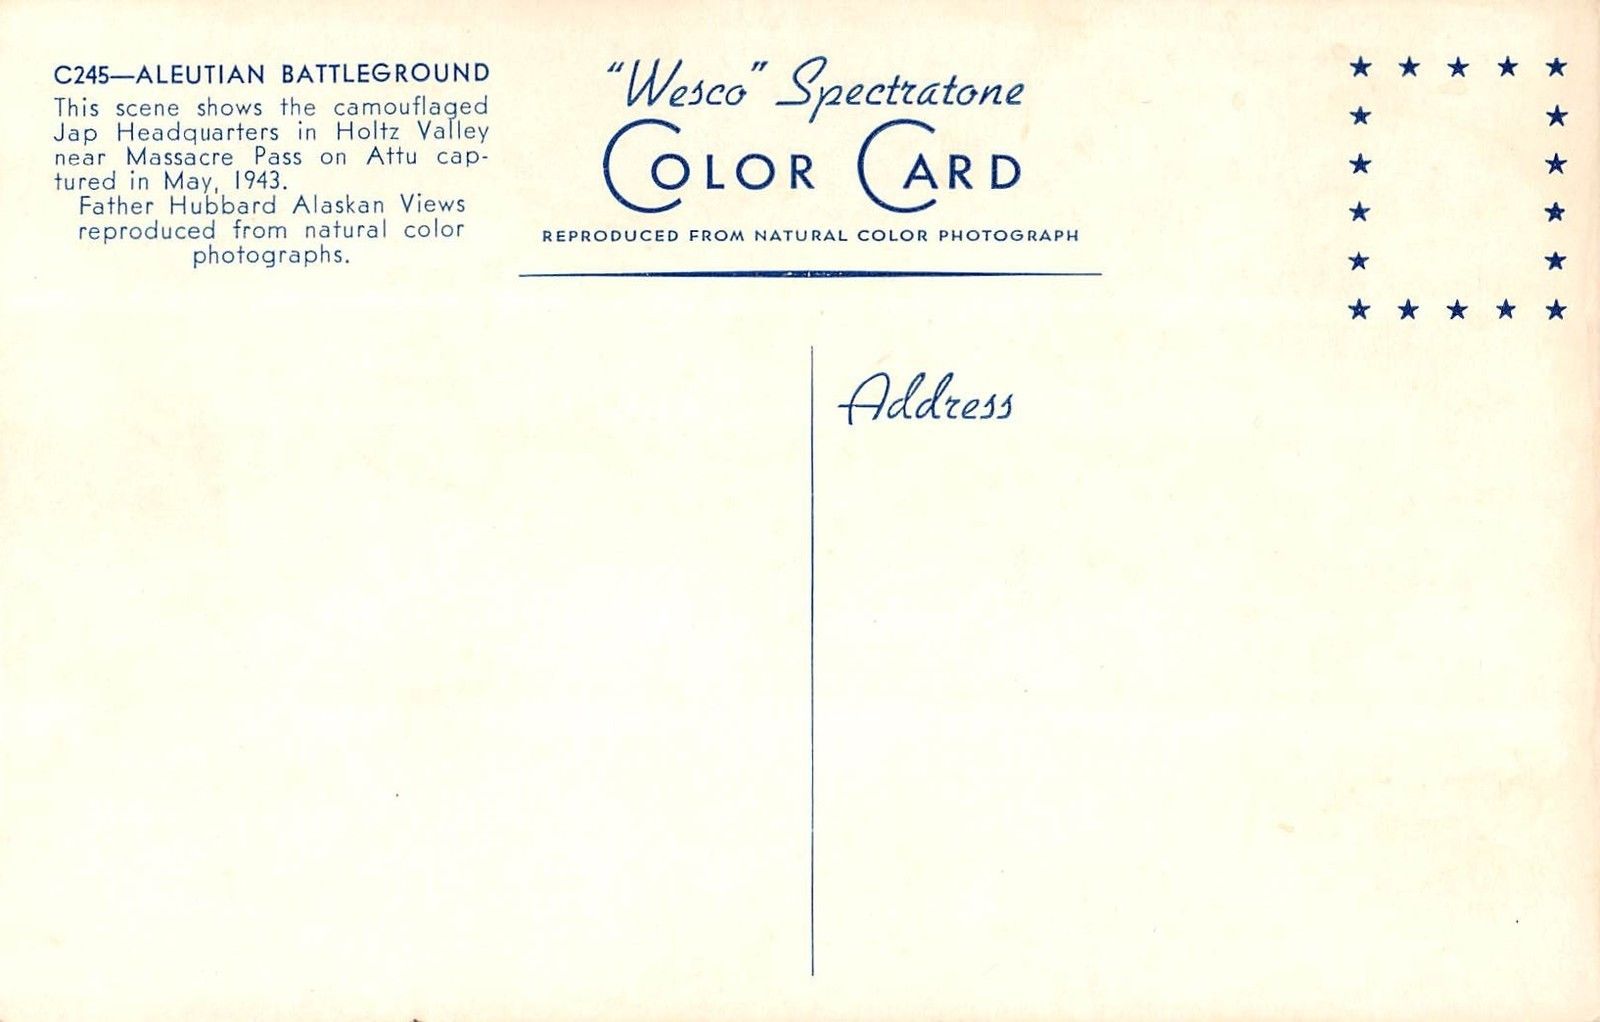 C245—ALEUTIAN BATTLEGROUND
This scene shows the camouflaged
Jap Headquarters in Holtz Valley
near Massacre Pass on Attu cap-
tured in May, 1943.
Father Hubbard Alaskan Views
reproduced from natural color
photographs.
"Wesco" Spectratone
COLOR CARD
REPRODUCED FROM NATURAL COLOR PHOTOGRAPH
Address